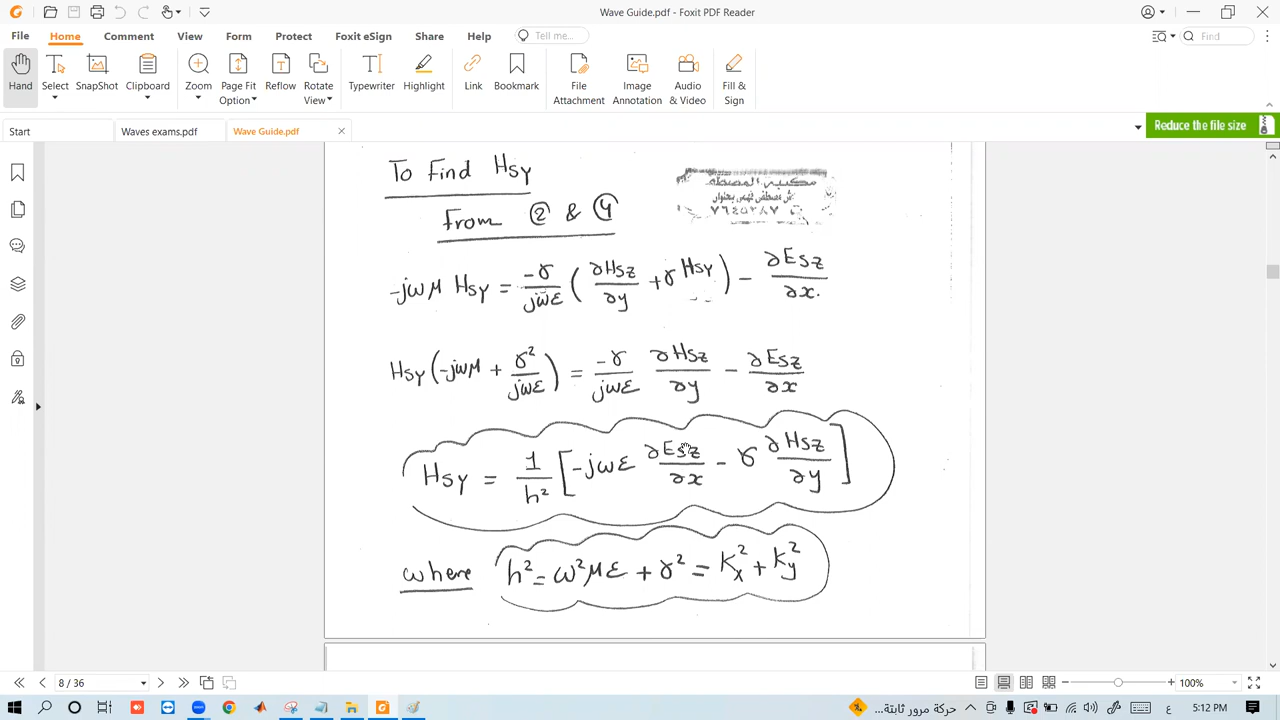 Wave Guide.pdf - Foxit PDF Reader
File Home Comment View Form Protect Foxit eSign Share Help Tell me... Find
Hand Select SnapShot Clipboard Zoom Page Fit Option Reflow Rotate View Typewriter Highlight Link Bookmark File Attachment Image Annotation Audio & Video Fill & Sign
Start Waves exams.pdf Wave Guide.pdf Reduce the file size
To Find Hsy
مكتبة المصطفى
٧٦٤٥٢٨٧
From ② & ④
-jωμ Hsy = -γ/jωε (∂Hsz/∂y + γ Hsy) - ∂Esz/∂x.
Hsy(-jωμ + γ²/jωε) = -γ/jωε ∂Hsz/∂y - ∂Esz/∂x
Hsy = 1/h² [-jωε ∂Esz/∂x - γ ∂Hsz/∂y]
where h² = ω²με + γ² = Kx² + Ky²
8 / 36 100%
حركة مرور ثابتة... ع 5:12 PM